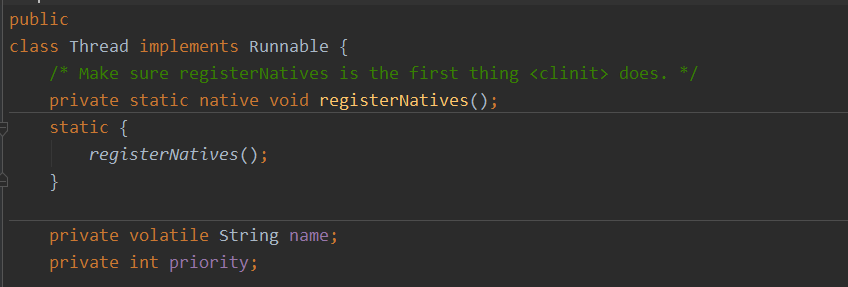 public
class Thread implements Runnable {
/* Make sure registerNatives is the first thing <clinit> does. */
private static native void registerNatives();
static {
registerNatives();
}
private volatile String name;
private int priority;